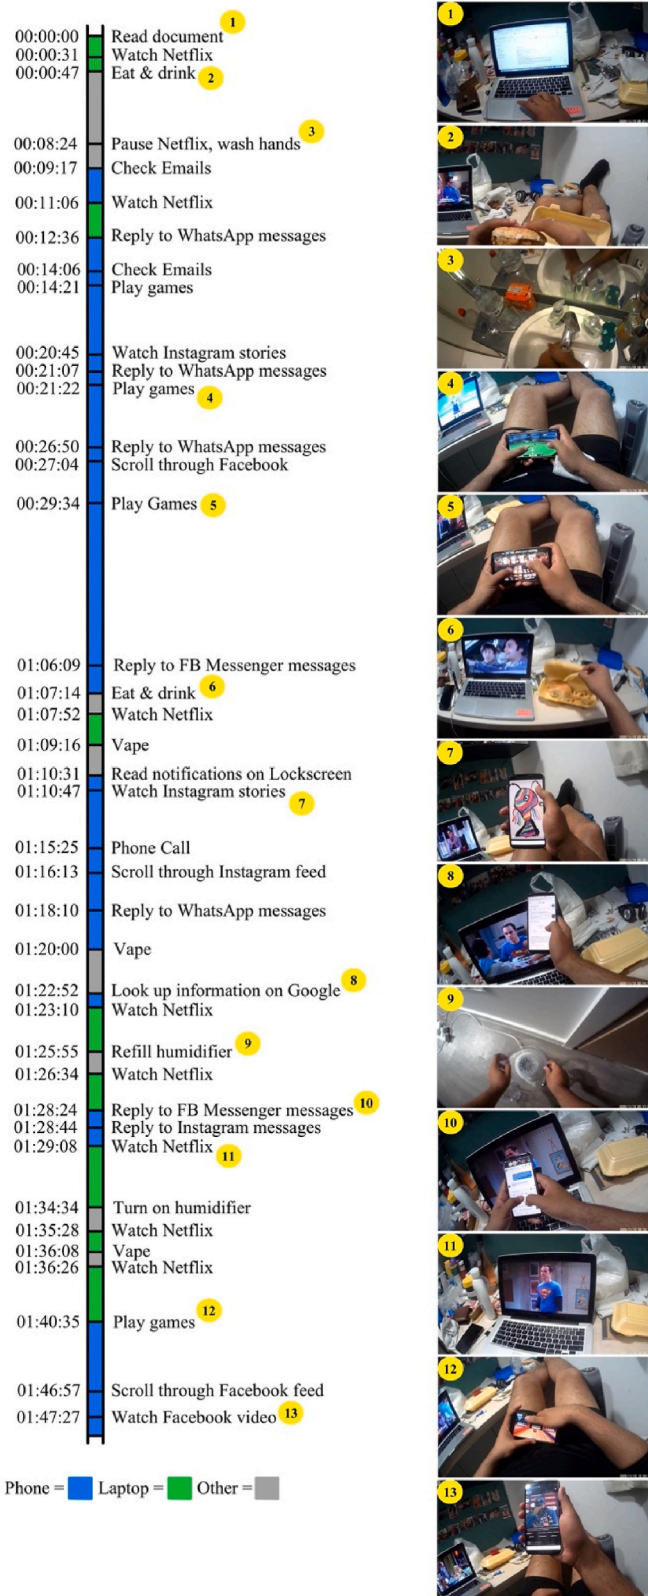 00:00:00 Read document 1
00:00:31 Watch Netflix
00:00:47 Eat & drink 2
00:08:24 Pause Netflix, wash hands 3
00:09:17 Check Emails
00:11:06 Watch Netflix
00:12:36 Reply to WhatsApp messages
00:14:06 Check Emails
00:14:21 Play games
00:20:45 Watch Instagram stories
00:21:07 Reply to WhatsApp messages
00:21:22 Play games 4
00:26:50 Reply to WhatsApp messages
00:27:04 Scroll through Facebook
00:29:34 Play Games 5
01:06:09 Reply to FB Messenger messages
01:07:14 Eat & drink 6
01:07:52 Watch Netflix
01:09:16 Vape
01:10:31 Read notifications on Lockscreen
01:10:47 Watch Instagram stories 7
01:15:25 Phone Call
01:16:13 Scroll through Instagram feed
01:18:10 Reply to WhatsApp messages
01:20:00 Vape
01:22:52 Look up information on Google 8
01:23:10 Watch Netflix
01:25:55 Refill humidifier 9
01:26:34 Watch Netflix
01:28:24 Reply to FB Messenger messages 10
01:28:44 Reply to Instagram messages
01:29:08 Watch Netflix 11
01:34:34 Turn on humidifier
01:35:28 Watch Netflix
01:36:08 Vape
01:36:26 Watch Netflix
01:40:35 Play games 12
01:46:57 Scroll through Facebook feed
01:47:27 Watch Facebook video 13
Phone = Laptop = Other =
1
2
3
4
5
6
7
8
9
10
11
12
13